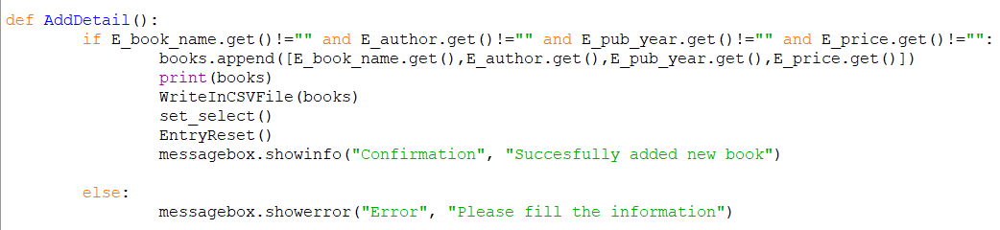 def AddDetail():
        if E_book_name.get()!="" and E_author.get()!="" and E_pub_year.get()!="" and E_price.get()!="":
                books.append([E_book_name.get(),E_author.get(),E_pub_year.get(),E_price.get()])
                print(books)
                WriteInCSVFile(books)
                set_select()
                EntryReset()
                messagebox.showinfo("Confirmation", "Succesfully added new book")
        else:
                messagebox.showerror("Error", "Please fill the information")